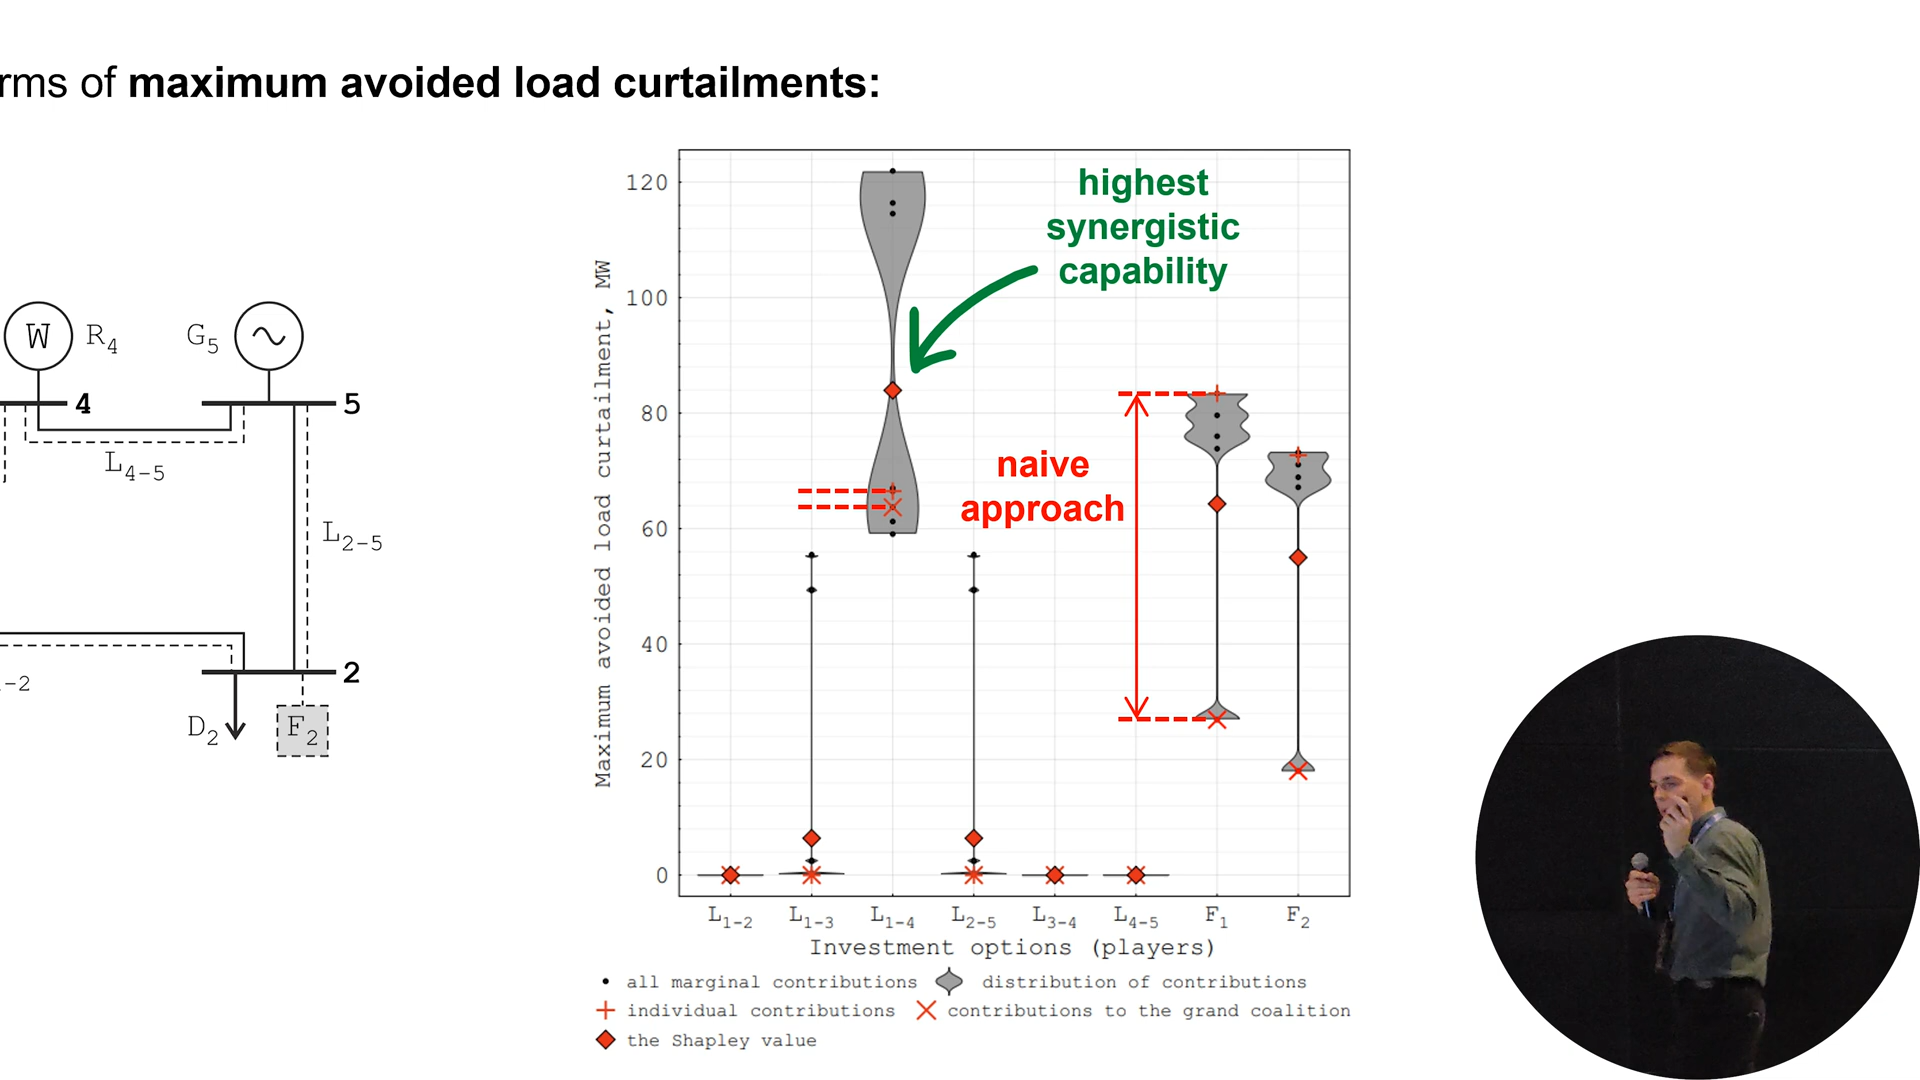 rms of maximum avoided load curtailments:
W R4 G5
4 5
L4-5
L2-5
-2
2
D2 F2
Maximum avoided load curtailment, MW
120
100
80
60
40
20
0
highest
synergistic
capability
naive
approach
L1-2 L1-3 L1-4 L2-5 L3-4 L4-5 F1 F2
Investment options (players)
all marginal contributions distribution of contributions
individual contributions contributions to the grand coalition
the Shapley value